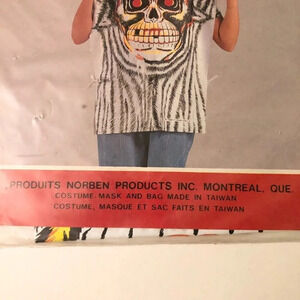 PRODUITS NORBEN PRODUCTS INC. MONTREAL, QUE.
COSTUME, MASK AND BAG MADE IN TAIWAN
COSTUME, MASQUE ET SAC FAITS EN TAIWAN